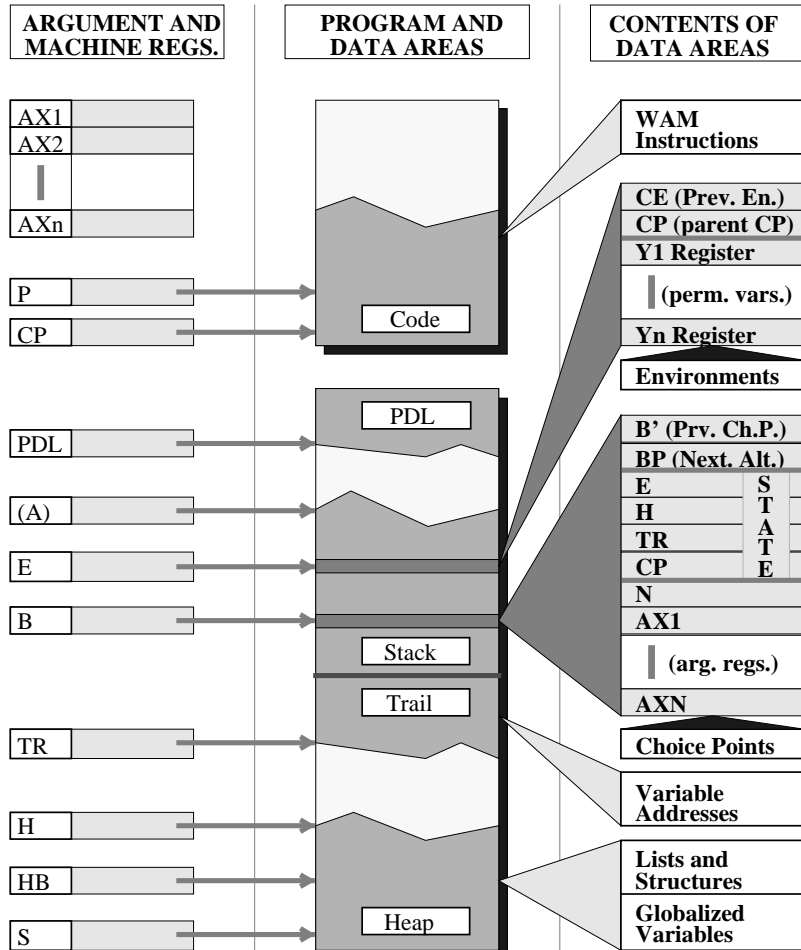 ARGUMENT AND
MACHINE REGS.
PROGRAM AND
DATA AREAS
CONTENTS OF
DATA AREAS
AX1
AX2
AXn
P
CP
PDL
(A)
E
B
TR
H
HB
S
Code
PDL
Stack
Trail
Heap
WAM
Instructions
CE (Prev. En.)
CP (parent CP)
Y1 Register
(perm. vars.)
Yn Register
Environments
B' (Prv. Ch.P.)
BP (Next. Alt.)
E
H
TR
CP
STATE
N
AX1
(arg. regs.)
AXN
Choice Points
Variable
Addresses
Lists and
Structures
Globalized
Variables